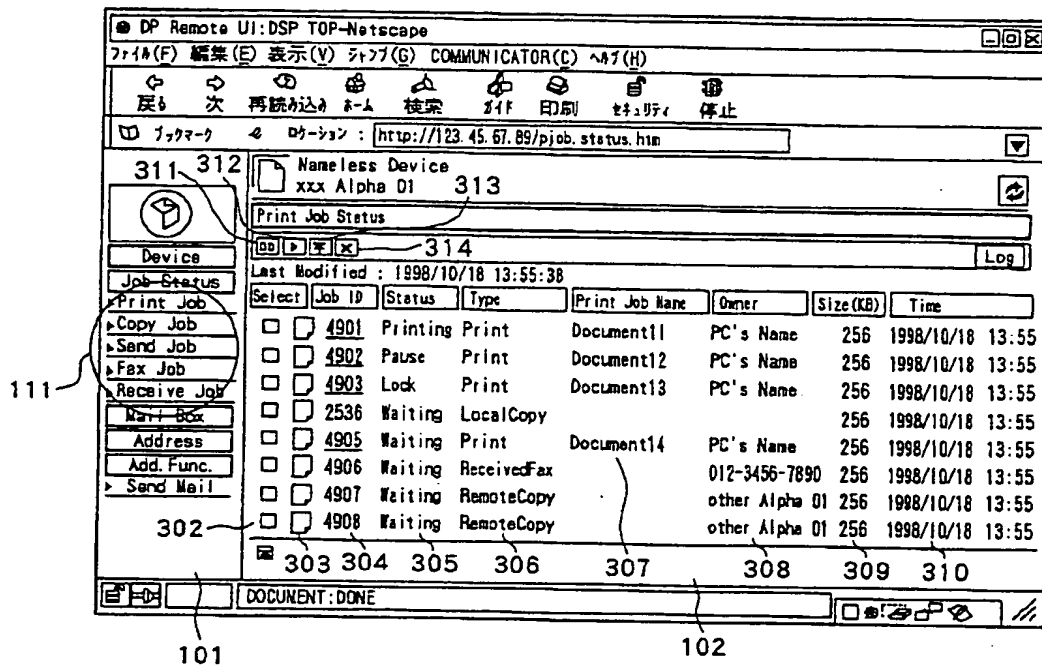 DP Remote UI:DSP TOP-Netscape
ファイル(F) 編集(E) 表示(V) ジャンプ(G) COMMUNICATOR(C) ヘルプ(H)
戻る 次 再読み込み ホーム 検索 ガイド 印刷 セキュリティ 停止
ブックマーク ロケーション : http://123.45.67.89/pjob.status.htm
311 312 313 314
Nameless Device
xxx Alpha 01
Print Job Status
Log
Last Modified : 1998/10/18 13:55:38
Device
Job Status
Print Job
Copy Job
Send Job
Fax Job
Receive Job
Mail Box
Address
Add.Func.
Send Mail
111
Select Job ID Status Type Print Job Name Owner Size(KB) Time
4901 Printing Print Document11 PC's Name 256 1998/10/18 13:55
4902 Pause Print Document12 PC's Name 256 1998/10/18 13:55
4903 Lock Print Document13 PC's Name 256 1998/10/18 13:55
2536 Waiting LocalCopy 256 1998/10/18 13:55
4905 Waiting Print Document14 PC's Name 256 1998/10/18 13:55
4906 Waiting ReceivedFax 012-3456-7890 256 1998/10/18 13:55
4907 Waiting RemoteCopy other Alpha 01 256 1998/10/18 13:55
4908 Waiting RemoteCopy other Alpha 01 256 1998/10/18 13:55
302 303 304 305 306 307 308 309 310
DOCUMENT:DONE
101 102